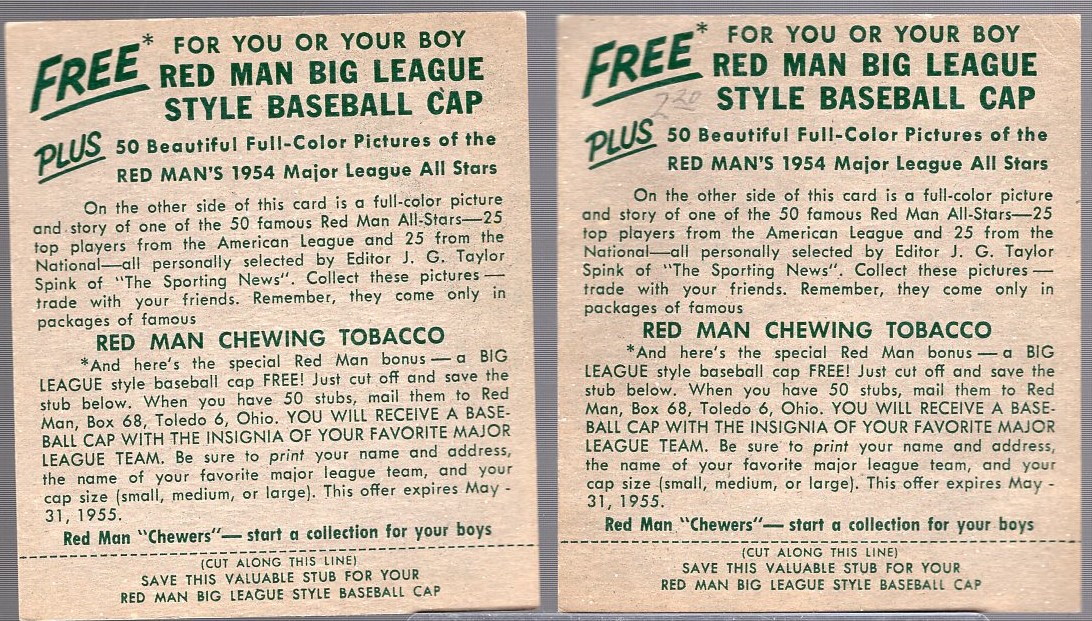 FREE* FOR YOU OR YOUR BOY
RED MAN BIG LEAGUE
STYLE BASEBALL CAP
PLUS 50 Beautiful Full-Color Pictures of the
RED MAN'S 1954 Major League All Stars
On the other side of this card is a full-color picture
and story of one of the 50 famous Red Man All-Stars—25
top players from the American League and 25 from the
National—all personally selected by Editor J. G. Taylor
Spink of "The Sporting News". Collect these pictures —
trade with your friends. Remember, they come only in
packages of famous
RED MAN CHEWING TOBACCO
*And here's the special Red Man bonus — a BIG
LEAGUE style baseball cap FREE! Just cut off and save the
stub below. When you have 50 stubs, mail them to Red
Man, Box 68, Toledo 6, Ohio. YOU WILL RECEIVE A BASE-
BALL CAP WITH THE INSIGNIA OF YOUR FAVORITE MAJOR
LEAGUE TEAM. Be sure to print your name and address,
the name of your favorite major league team, and your
cap size (small, medium, or large). This offer expires May -
31, 1955.
Red Man "Chewers"— start a collection for your boys
(CUT ALONG THIS LINE)
SAVE THIS VALUABLE STUB FOR YOUR
RED MAN BIG LEAGUE STYLE BASEBALL CAP
FREE* FOR YOU OR YOUR BOY
RED MAN BIG LEAGUE
STYLE BASEBALL CAP
2 20
PLUS 50 Beautiful Full-Color Pictures of the
RED MAN'S 1954 Major League All Stars
On the other side of this card is a full-color picture
and story of one of the 50 famous Red Man All-Stars—25
top players from the American League and 25 from the
National—all personally selected by Editor J. G. Taylor
Spink of "The Sporting News". Collect these pictures —
trade with your friends. Remember, they come only in
packages of famous
RED MAN CHEWING TOBACCO
*And here's the special Red Man bonus — a BIG
LEAGUE style baseball cap FREE! Just cut off and save the
stub below. When you have 50 stubs, mail them to Red
Man, Box 68, Toledo 6, Ohio. YOU WILL RECEIVE A BASE-
BALL CAP WITH THE INSIGNIA OF YOUR FAVORITE MAJOR
LEAGUE TEAM. Be sure to print your name and address,
the name of your favorite major league team, and your
cap size (small, medium, or large). This offer expires May -
31, 1955.
Red Man "Chewers"— start a collection for your boys
(CUT ALONG THIS LINE)
SAVE THIS VALUABLE STUB FOR YOUR
RED MAN BIG LEAGUE STYLE BASEBALL CAP